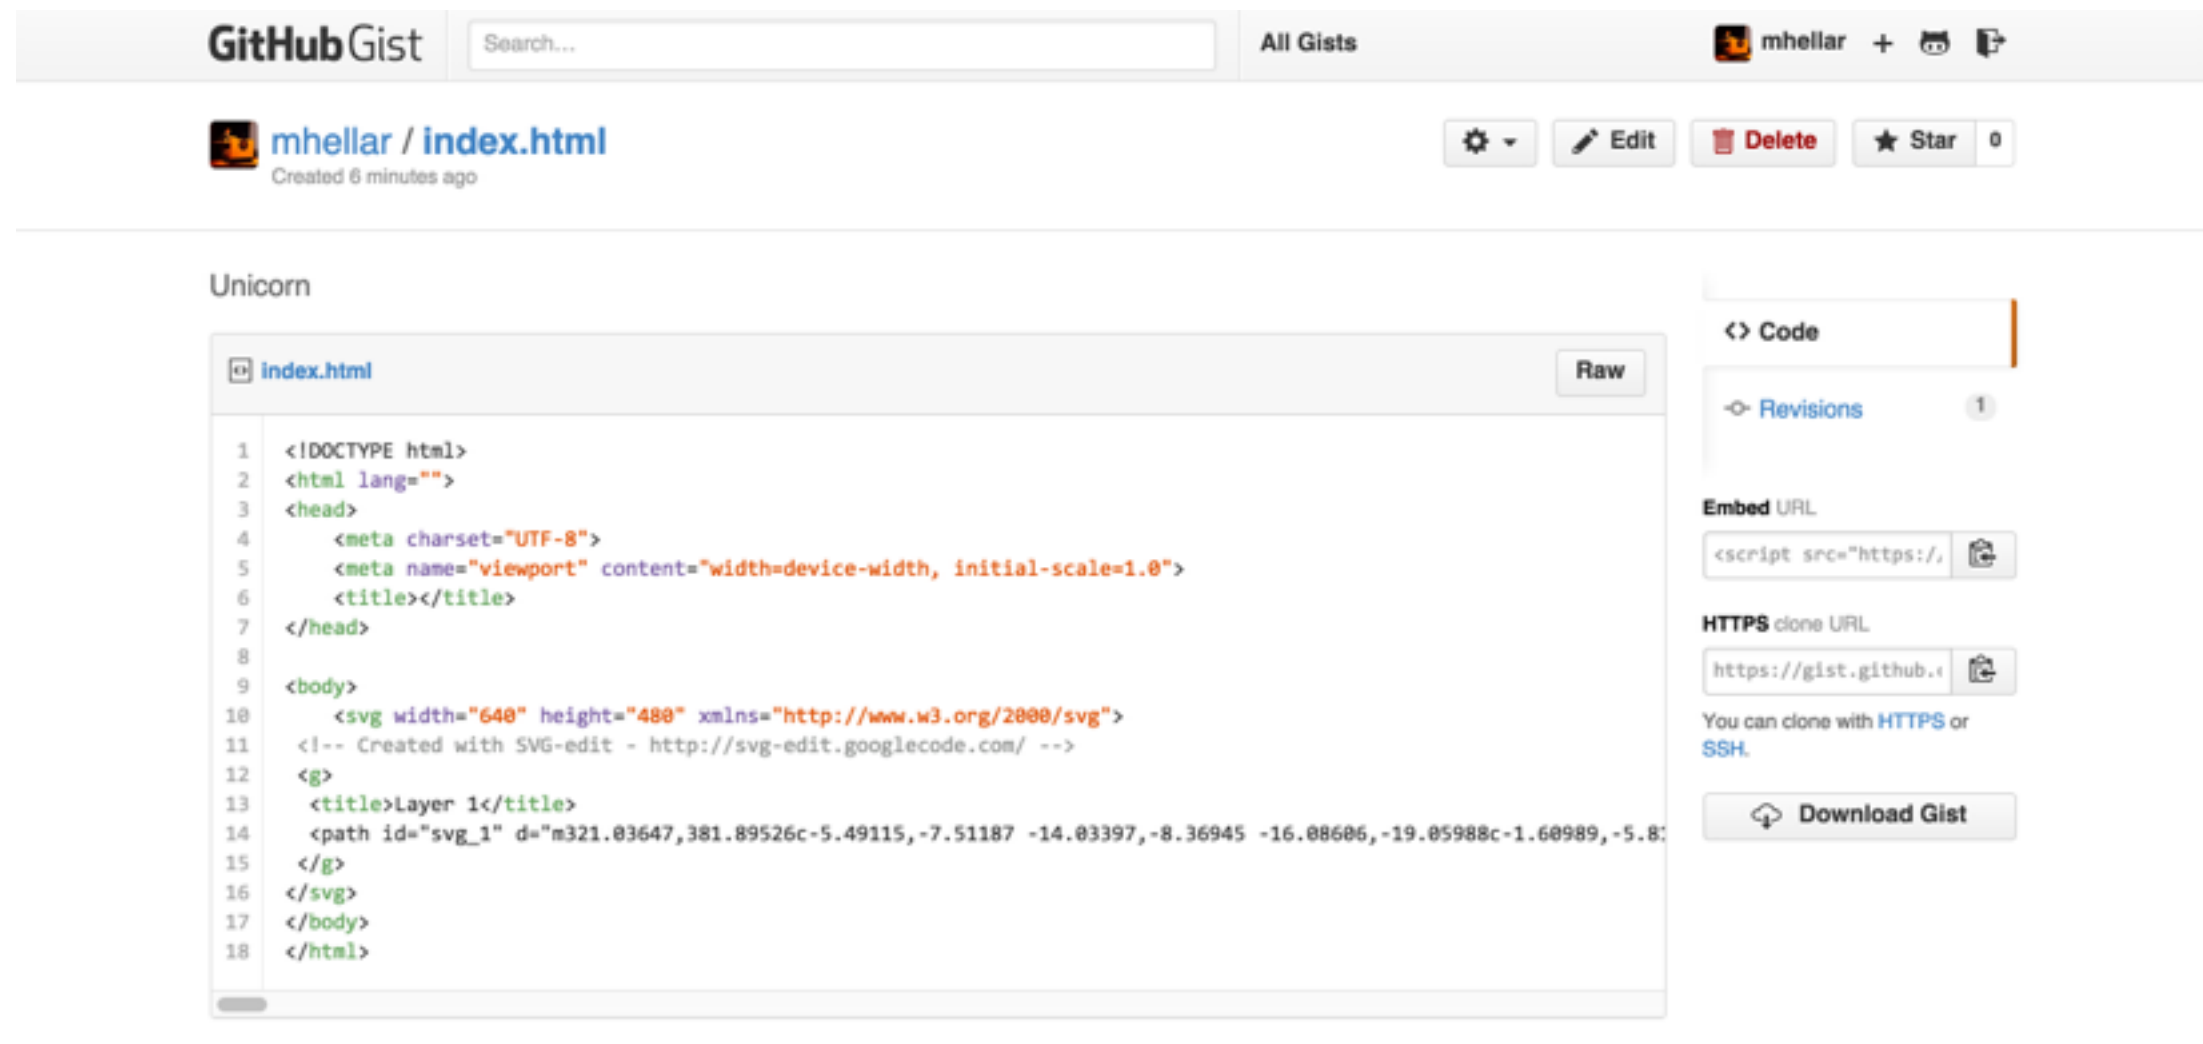 GitHub Gist Search... All Gists mhellar
mhellar / index.html Edit Delete Star 0
Created 6 minutes ago
Unicorn
index.html Raw
1 <!DOCTYPE html>
2 <html lang="">
3 <head>
4     <meta charset="UTF-8">
5     <meta name="viewport" content="width=device-width, initial-scale=1.0">
6     <title></title>
7 </head>
8
9 <body>
10     <svg width="640" height="480" xmlns="http://www.w3.org/2000/svg">
11  <!-- Created with SVG-edit - http://svg-edit.googlecode.com/ -->
12  <g>
13   <title>Layer 1</title>
14   <path id="svg_1" d="m321.03647,381.89526c-5.49115,-7.51187 -14.03397,-8.36945 -16.08606,-19.05988c-1.60989,-5.8
15  </g>
16 </svg>
17 </body>
18 </html>
Code
Revisions 1
Embed URL
<script src="https:/
HTTPS clone URL
https://gist.github.
You can clone with HTTPS or
SSH.
Download Gist